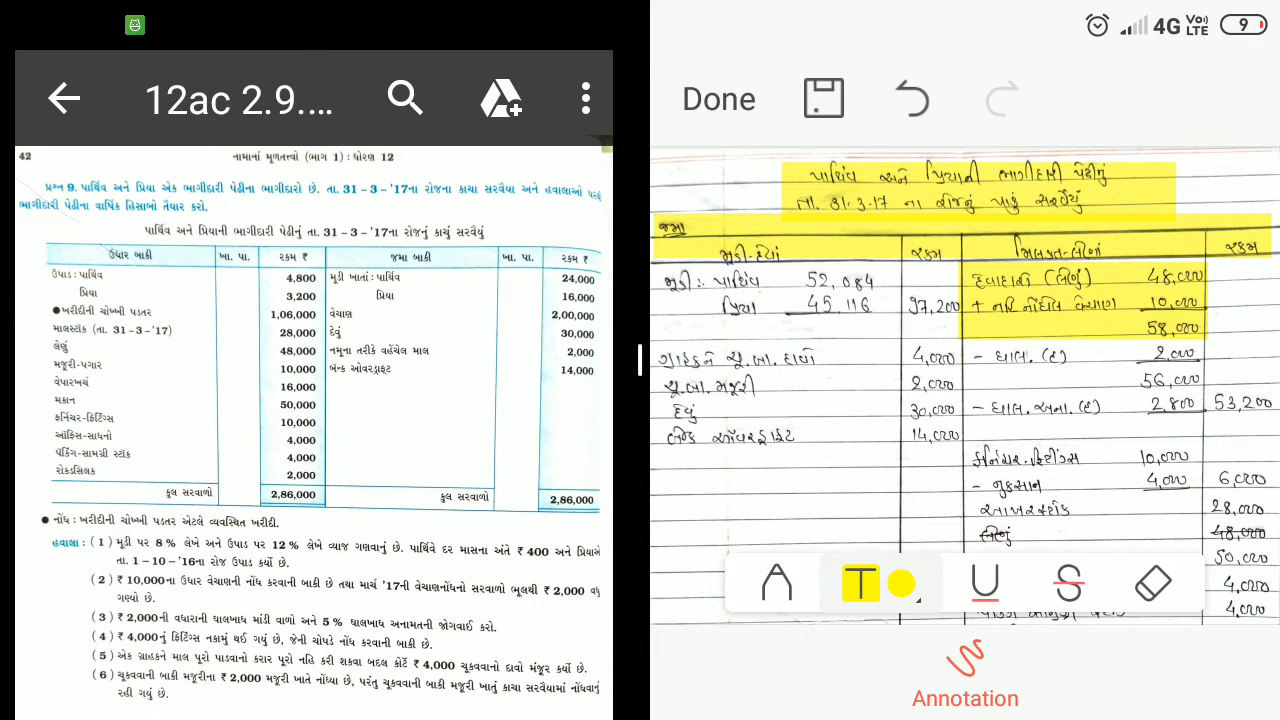 4G
Vo)) LTE
9
12ac 2.9....
Done
42
નામાનાં મૂળતત્ત્વો (ભાગ 1) : ધોરણ 12
પ્રશ્ન 9. પાર્થિવ અને પ્રિયા એક ભાગીદારી પેઢીના ભાગીદારો છે. તા. 31-3-'17ના રોજના કાચા સરવૈયા અને હવાલાઓ પરથી
ભાગીદારી પેઢીના વાર્ષિક હિસાબો તૈયાર કરો.
પાર્થિવ અને પ્રિયાની ભાગીદારી પેઢીનું તા. 31-3-'17ના રોજનું કાચું સરવૈયું
ઉધાર બાકી ખા. પા. રકમ ₹ જમા બાકી ખા. પા. રકમ ₹
ઉપાડ : પાર્થિવ 4,800 મૂડી ખાતાં : પાર્થિવ 24,000
પ્રિયા 3,200 પ્રિયા 16,000
●ખરીદીની ચોખ્ખી પડતર 1,06,000 વેચાણ 2,00,000
માલસ્ટૉક (તા. 31-3-'17) 28,000 દેવું 30,000
લેણું 48,000 નમૂના તરીકે વહેંચેલ માલ 2,000
મજૂરી-પગાર 10,000 બૅન્ક ઓવરડ્રાફ્ટ 14,000
વેપારખર્ચ 16,000
મકાન 50,000
ફર્નિચર-ફિટિંગ્સ 10,000
ઑફિસ-સાધનો 4,000
પૅકિંગ-સામગ્રી સ્ટૉક 4,000
રોકડસિલક 2,000
કુલ સરવાળો 2,86,000 કુલ સરવાળો 2,86,000
● નોંધ : ખરીદીની ચોખ્ખી પડતર એટલે વ્યવસ્થિત ખરીદી.
હવાલા : (1) મૂડી પર 8 % લેખે અને ઉપાડ પર 12 % લેખે વ્યાજ ગણવાનું છે. પાર્થિવે દર માસના અંતે ₹ 400 અને પ્રિયાએ
તા. 1-10-'16ના રોજ ઉપાડ કર્યો છે.
(2) ₹ 10,000ના ઉધાર વેચાણની નોંધ કરવાની બાકી છે તથા માર્ચ '17ની વેચાણનોંધનો સરવાળો ભૂલથી ₹ 2,000 વધુ
ગણ્યો છે.
(3) ₹ 2,000ની વધારાની ઘાલખાધ માંડી વાળો અને 5 % ઘાલખાધ અનામતની જોગવાઈ કરો.
(4) ₹ 4,000નું ફિટિંગ્સ નકામું થઈ ગયું છે, જેની ચોપડે નોંધ કરવાની બાકી છે.
(5) એક ગ્રાહકને માલ પૂરો પાડવાનો કરાર પૂરો નહિ કરી શકવા બદલ કોર્ટે ₹ 4,000 ચૂકવવાનો દાવો મંજૂર કર્યો છે.
(6) ચૂકવવાની બાકી મજૂરીના ₹ 2,000 મજૂરી ખાતે નોંધ્યા છે, પરંતુ ચૂકવવાની બાકી મજૂરી ખાતું કાચા સરવૈયામાં નોંધવાનું
રહી ગયું છે.
પાર્થિવ અને પ્રિયાની ભાગીદારી પેઢીનું
તા. 31.3.17 ના રોજનું પાકું સરવૈયું
જમા
મૂડી-દેવાં રકમ મિલકત-લેણાં રકમ
મૂડી: પાર્થિવ 52,084 દેવાદારો (લેણું) 48,000
પ્રિયા 45,116 97,200 + નહિ નોંધેલ વેચાણ 10,000
58,000
ગ્રાહકને ચૂ.બા. દાવો 4,000 - ઘાલ. (હ) 2,000
ચૂ.બા. મજૂરી 2,000 56,000
દેવું 30,000 - ઘાલ. અના. (હ) 2,800 53,200
બેન્ક ઓવરડ્રાફ્ટ 14,000
ફર્નિચર-ફિટીંગ્સ 10,000
- નુકસાન 4,000 6,000
આખરસ્ટોક 28,000
લેણું 48,000
50,000
4,000
4,000
Annotation